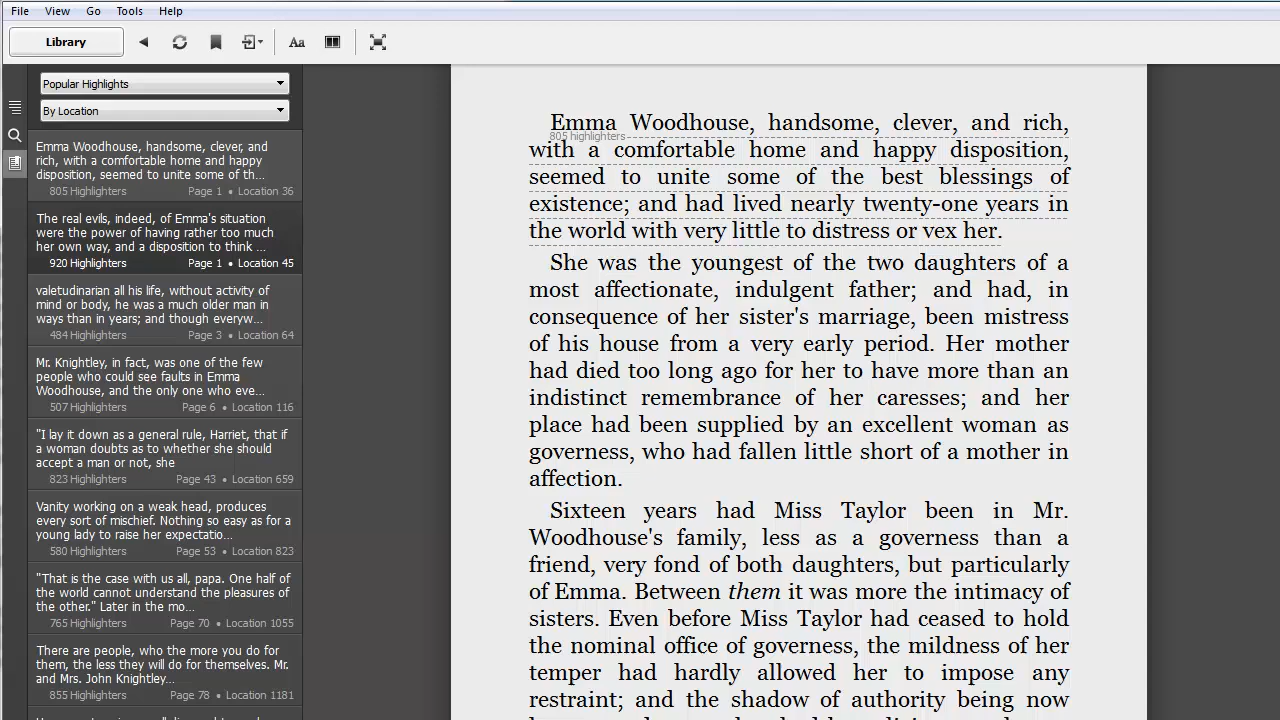 File View Go Tools Help
Library Aa
Popular Highlights
By Location
Emma Woodhouse, handsome, clever, and
rich, with a comfortable home and happy
disposition, seemed to unite some of th...
805 Highlighters Page 1 • Location 36
The real evils, indeed, of Emma's situation
were the power of having rather too much
her own way, and a disposition to think ...
920 Highlighters Page 1 • Location 45
valetudinarian all his life, without activity of
mind or body, he was a much older man in
ways than in years; and though everyw...
484 Highlighters Page 3 • Location 64
Mr. Knightley, in fact, was one of the few
people who could see faults in Emma
Woodhouse, and the only one who eve...
507 Highlighters Page 6 • Location 116
"I lay it down as a general rule, Harriet, that if
a woman doubts as to whether she should
accept a man or not, she
823 Highlighters Page 43 • Location 659
Vanity working on a weak head, produces
every sort of mischief. Nothing so easy as for a
young lady to raise her expectatio...
580 Highlighters Page 53 • Location 823
"That is the case with us all, papa. One half of
the world cannot understand the pleasures of
the other." Later in the mo...
765 Highlighters Page 70 • Location 1055
There are people, who the more you do for
them, the less they will do for themselves. Mr.
and Mrs. John Knightley...
855 Highlighters Page 78 • Location 1181
Emma Woodhouse, handsome, clever, and rich,
805 highlighters
with a comfortable home and happy disposition,
seemed to unite some of the best blessings of
existence; and had lived nearly twenty-one years in
the world with very little to distress or vex her.
She was the youngest of the two daughters of a
most affectionate, indulgent father; and had, in
consequence of her sister's marriage, been mistress
of his house from a very early period. Her mother
had died too long ago for her to have more than an
indistinct remembrance of her caresses; and her
place had been supplied by an excellent woman as
governess, who had fallen little short of a mother in
affection.
Sixteen years had Miss Taylor been in Mr.
Woodhouse's family, less as a governess than a
friend, very fond of both daughters, but particularly
of Emma. Between them it was more the intimacy of
sisters. Even before Miss Taylor had ceased to hold
the nominal office of governess, the mildness of her
temper had hardly allowed her to impose any
restraint; and the shadow of authority being now